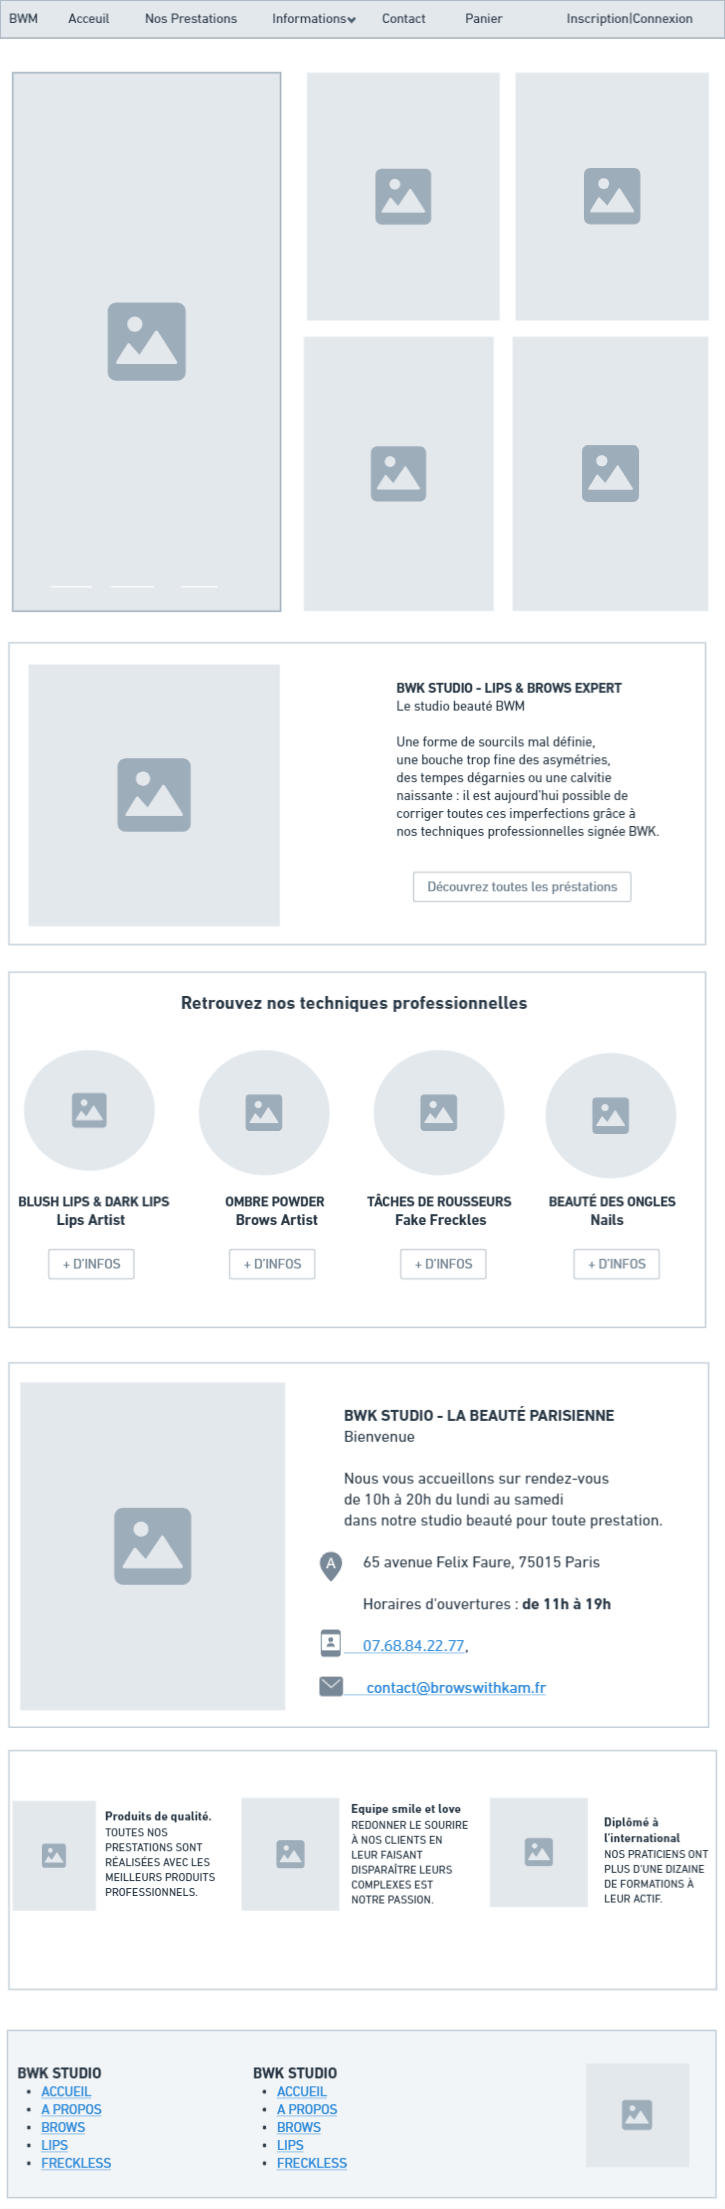 BWM Acceuil Nos Prestations Informations Contact Panier Inscription|Connexion
BWK STUDIO - LIPS & BROWS EXPERT
Le studio beauté BWM
Une forme de sourcils mal définie,
une bouche trop fine des asymétries,
des tempes dégarnies ou une calvitie
naissante : il est aujourd'hui possible de
corriger toutes ces imperfections grâce à
nos techniques professionnelles signée BWK.
Découvrez toutes les préstations
Retrouvez nos techniques professionnelles
BLUSH LIPS & DARK LIPS
Lips Artist
+ D'INFOS
OMBRE POWDER
Brows Artist
+ D'INFOS
TÂCHES DE ROUSSEURS
Fake Freckles
+ D'INFOS
BEAUTÉ DES ONGLES
Nails
+ D'INFOS
BWK STUDIO - LA BEAUTÉ PARISIENNE
Bienvenue
Nous vous accueillons sur rendez-vous
de 10h à 20h du lundi au samedi
dans notre studio beauté pour toute prestation.
A
65 avenue Felix Faure, 75015 Paris
Horaires d'ouvertures : de 11h à 19h
07.68.84.22.77,
contact@browswithkam.fr
Produits de qualité.
TOUTES NOS
PRESTATIONS SONT
RÉALISÉES AVEC LES
MEILLEURS PRODUITS
PROFESSIONNELS.
Equipe smile et love
REDONNER LE SOURIRE
À NOS CLIENTS EN
LEUR FAISANT
DISPARAÎTRE LEURS
COMPLEXES EST
NOTRE PASSION.
Diplômé à
l'international
NOS PRATICIENS ONT
PLUS D'UNE DIZAINE
DE FORMATIONS À
LEUR ACTIF.
BWK STUDIO
• ACCUEIL
• A PROPOS
• BROWS
• LIPS
• FRECKLESS
BWK STUDIO
• ACCUEIL
• A PROPOS
• BROWS
• LIPS
• FRECKLESS